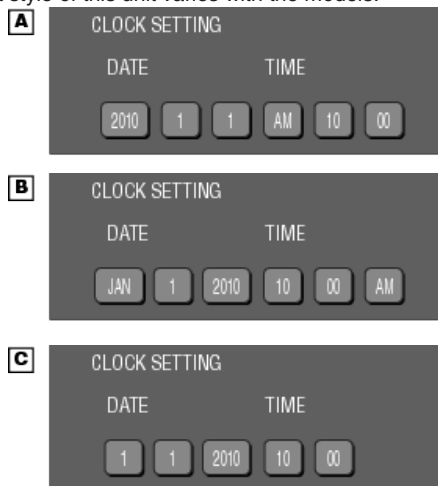 style of this unit varies with the models.
A CLOCK SETTING
DATE TIME
2010 1 1 AM 10 00
B CLOCK SETTING
DATE TIME
JAN 1 2010 10 00 AM
C CLOCK SETTING
DATE TIME
1 1 2010 10 00